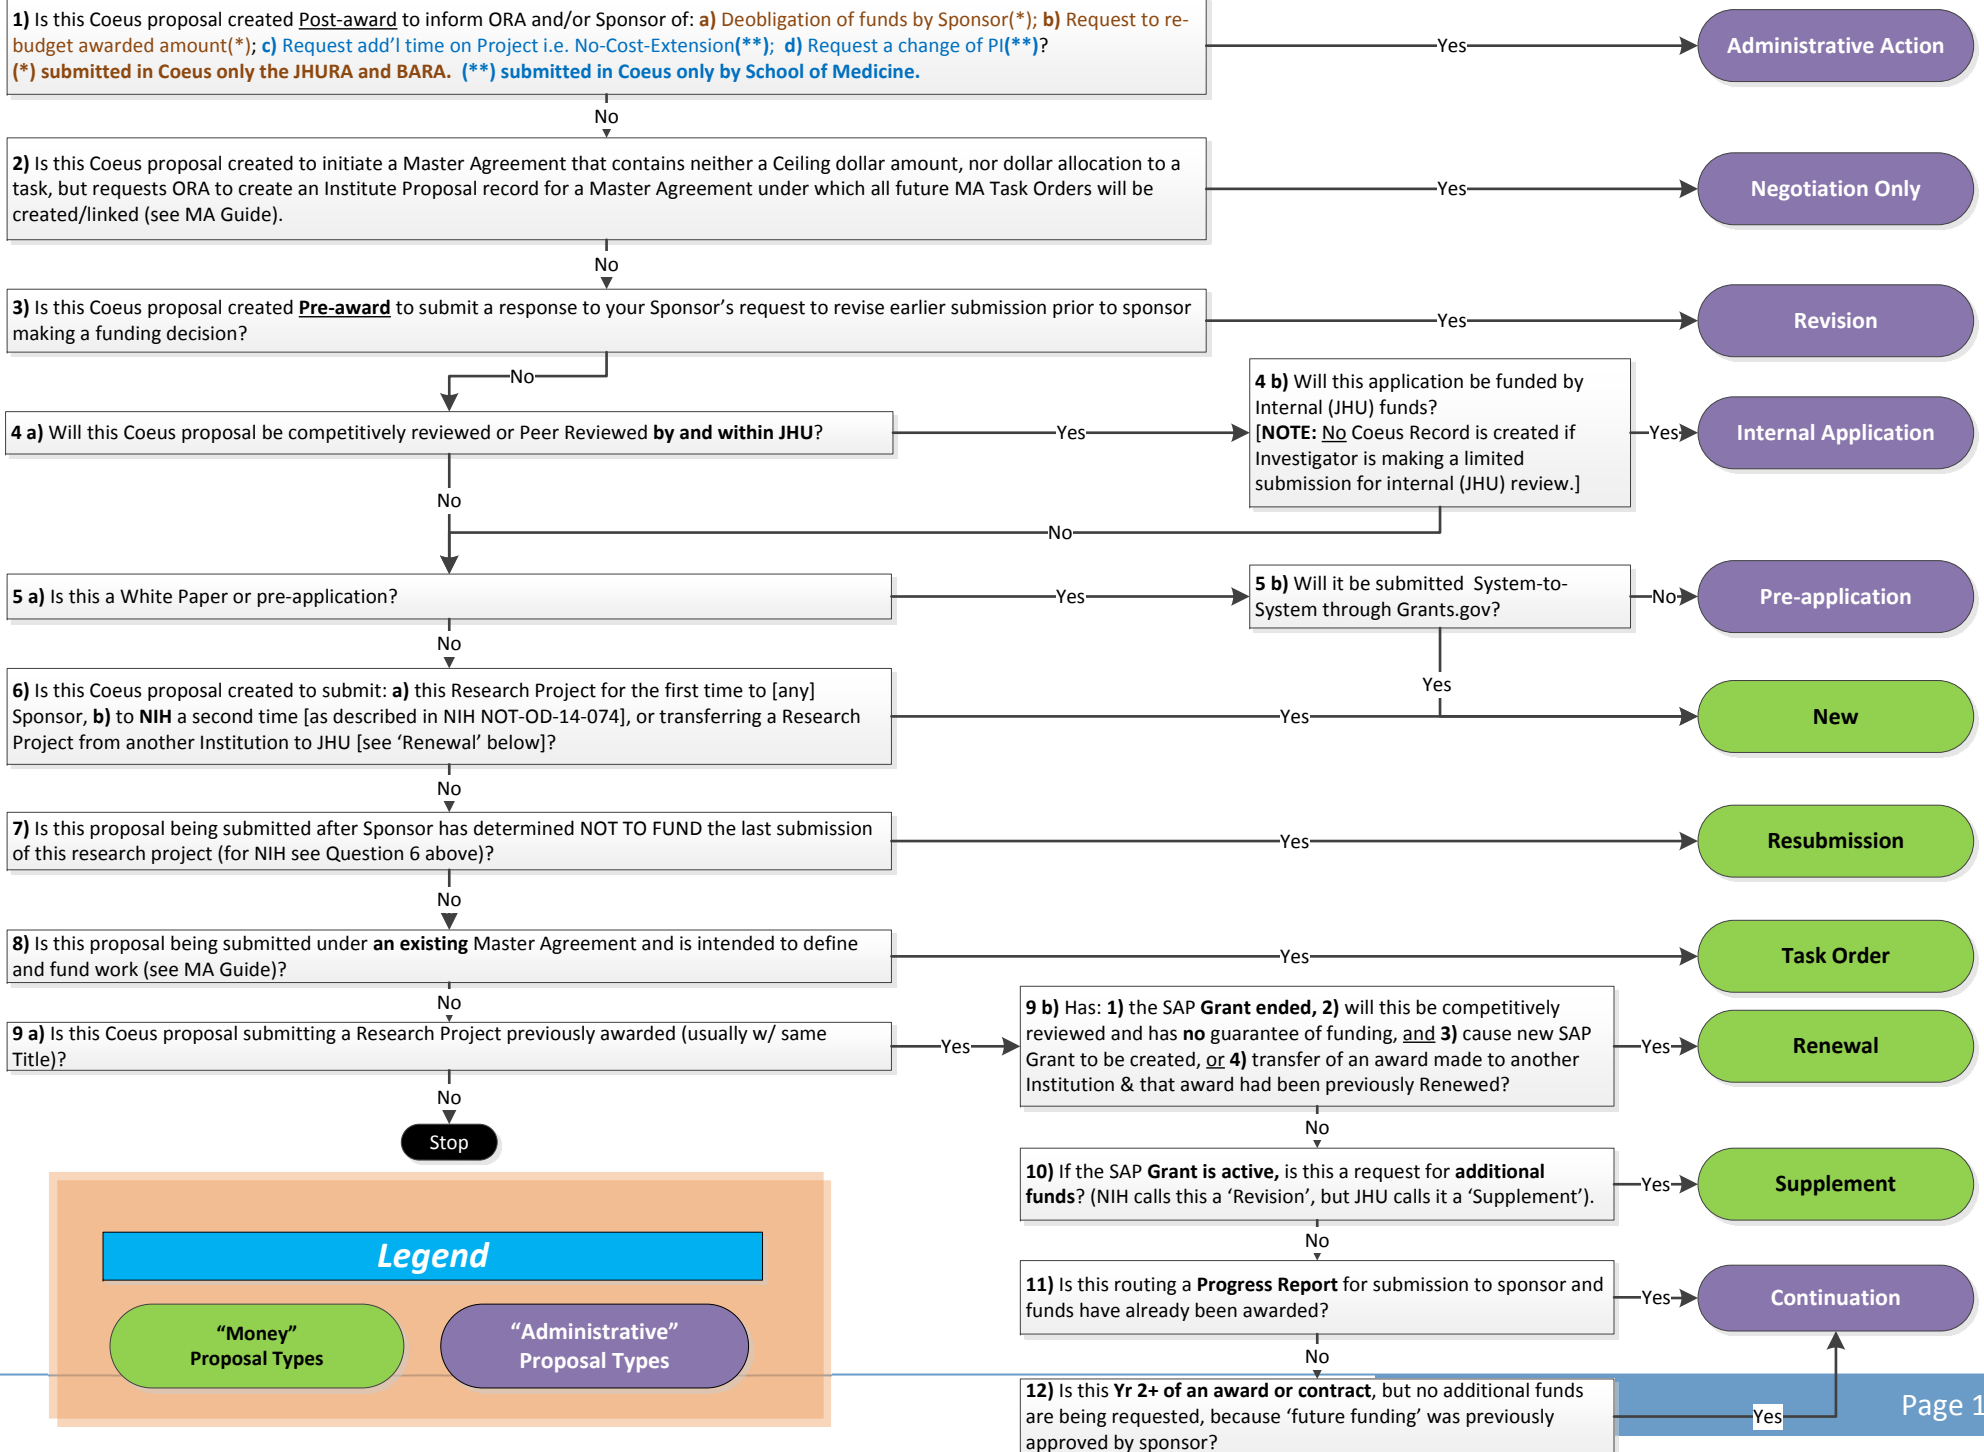 1) Is this Coeus proposal created Post-award to inform ORA and/or Sponsor of: a) Deobligation of funds by Sponsor(*); b) Request to re-
budget awarded amount(*); c) Request add’l time on Project i.e. No-Cost-Extension(**); d) Request a change of PI(**)?
(*) submitted in Coeus only the JHURA and BARA. (**) submitted in Coeus only by School of Medicine.
Yes
Administrative Action
No
2) Is this Coeus proposal created to initiate a Master Agreement that contains neither a Ceiling dollar amount, nor dollar allocation to a
task, but requests ORA to create an Institute Proposal record for a Master Agreement under which all future MA Task Orders will be
created/linked (see MA Guide).
Yes
Negotiation Only
No
3) Is this Coeus proposal created Pre-award to submit a response to your Sponsor’s request to revise earlier submission prior to sponsor
making a funding decision?
Yes
Revision
No
4 a) Will this Coeus proposal be competitively reviewed or Peer Reviewed by and within JHU?
Yes
4 b) Will this application be funded by
Internal (JHU) funds?
[NOTE: No Coeus Record is created if
Investigator is making a limited
submission for internal (JHU) review.]
Yes
Internal Application
No
No
5 a) Is this a White Paper or pre-application?
Yes
5 b) Will it be submitted System-to-
System through Grants.gov?
No
Pre-application
No
Yes
6) Is this Coeus proposal created to submit: a) this Research Project for the first time to [any]
Sponsor, b) to NIH a second time [as described in NIH NOT-OD-14-074], or transferring a Research
Project from another Institution to JHU [see ‘Renewal’ below]?
Yes
New
No
7) Is this proposal being submitted after Sponsor has determined NOT TO FUND the last submission
of this research project (for NIH see Question 6 above)?
Yes
Resubmission
No
8) Is this proposal being submitted under an existing Master Agreement and is intended to define
and fund work (see MA Guide)?
Yes
Task Order
No
9 a) Is this Coeus proposal submitting a Research Project previously awarded (usually w/ same
Title)?
Yes
9 b) Has: 1) the SAP Grant ended, 2) will this be competitively
reviewed and has no guarantee of funding, and 3) cause new SAP
Grant to be created, or 4) transfer of an award made to another
Institution & that award had been previously Renewed?
Yes
Renewal
No
Stop
No
10) If the SAP Grant is active, is this a request for additional
funds? (NIH calls this a ‘Revision’, but JHU calls it a ‘Supplement’).
Yes
Supplement
No
11) Is this routing a Progress Report for submission to sponsor and
funds have already been awarded?
Yes
Continuation
No
12) Is this Yr 2+ of an award or contract, but no additional funds
are being requested, because ‘future funding’ was previously
approved by sponsor?
Yes
Legend
“Money”
Proposal Types
“Administrative”
Proposal Types
Page 1